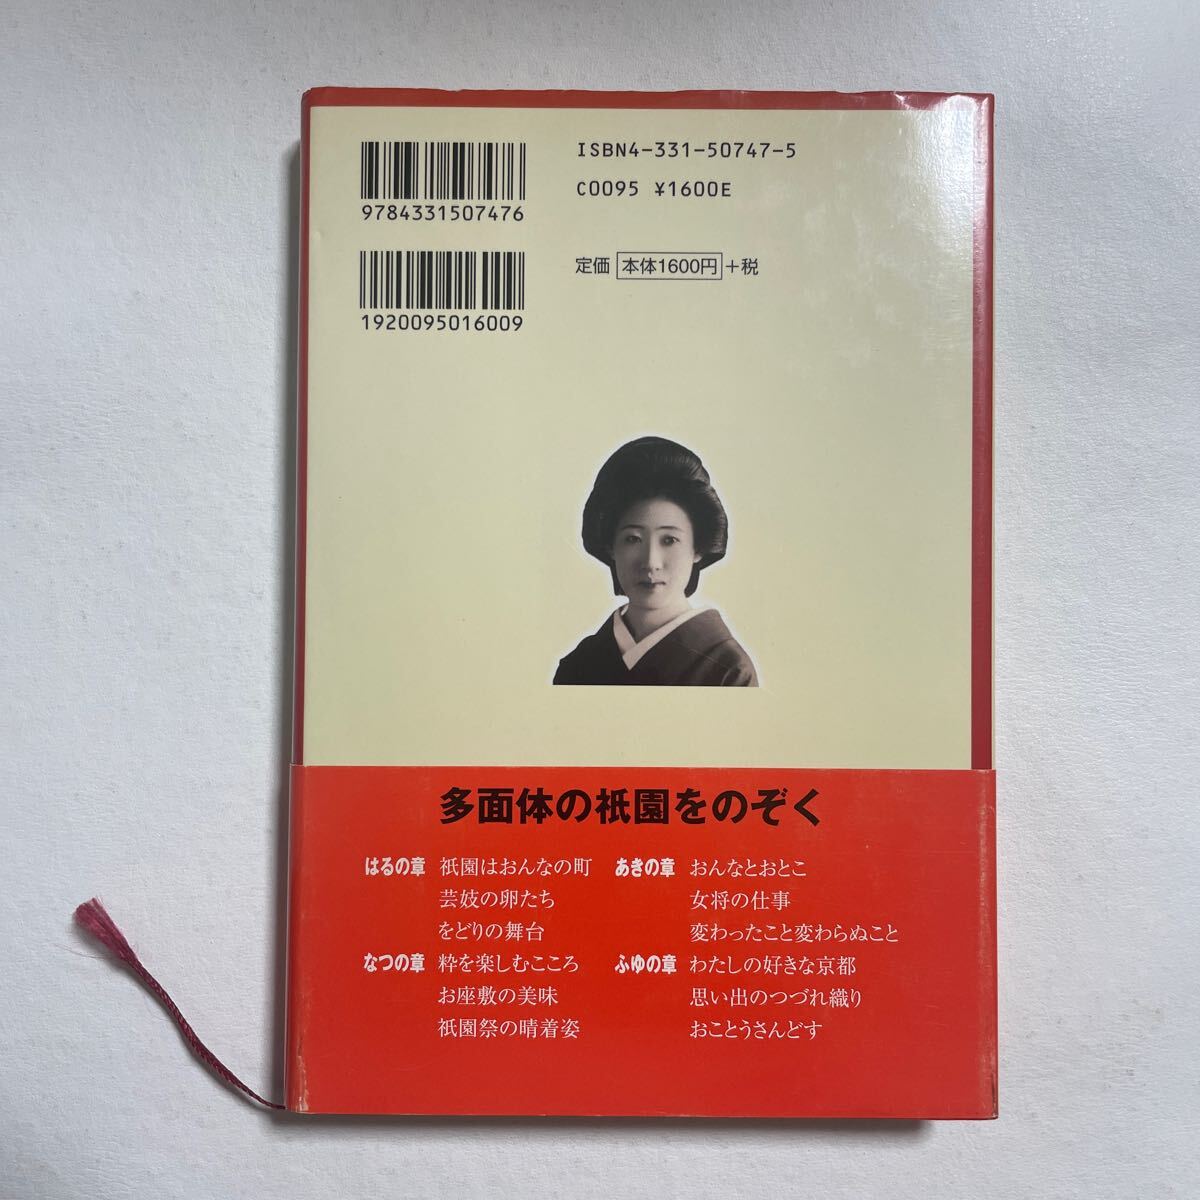 ISBN4-331-50747-5
C0095 ¥1600E
9784331507476
定価 本体1600円+税
1920095016009
多面体の祇園をのぞく
はるの章 祇園はおんなの町
芸妓の卵たち
をどりの舞台
なつの章 粋を楽しむこころ
お座敷の美味
祇園祭の晴着姿
あきの章 おんなとおとこ
女将の仕事
変わったこと変わらぬこと
ふゆの章 わたしの好きな京都
思い出のつづれ織り
おことうさんどす